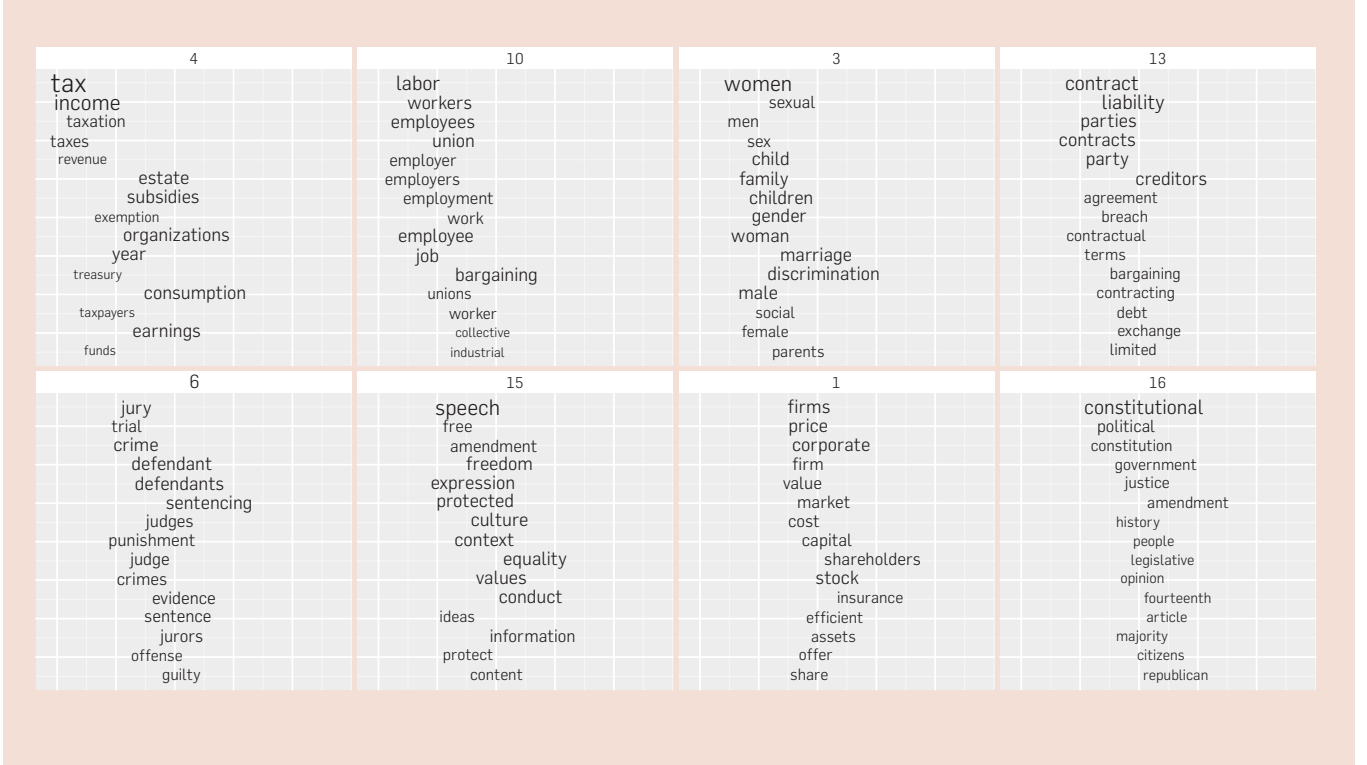 4
tax
income
taxation
taxes
revenue
estate
subsidies
exemption
organizations
year
treasury
consumption
taxpayers
earnings
funds
10
labor
workers
employees
union
employer
employers
employment
work
employee
job
bargaining
unions
worker
collective
industrial
3
women
sexual
men
sex
child
family
children
gender
woman
marriage
discrimination
male
social
female
parents
13
contract
liability
parties
contracts
party
creditors
agreement
breach
contractual
terms
bargaining
contracting
debt
exchange
limited
6
jury
trial
crime
defendant
defendants
sentencing
judges
punishment
judge
crimes
evidence
sentence
jurors
offense
guilty
15
speech
free
amendment
freedom
expression
protected
culture
context
equality
values
conduct
ideas
information
protect
content
1
firms
price
corporate
firm
value
market
cost
capital
shareholders
stock
insurance
efficient
assets
offer
share
16
constitutional
political
constitution
government
justice
amendment
history
people
legislative
opinion
fourteenth
article
majority
citizens
republican